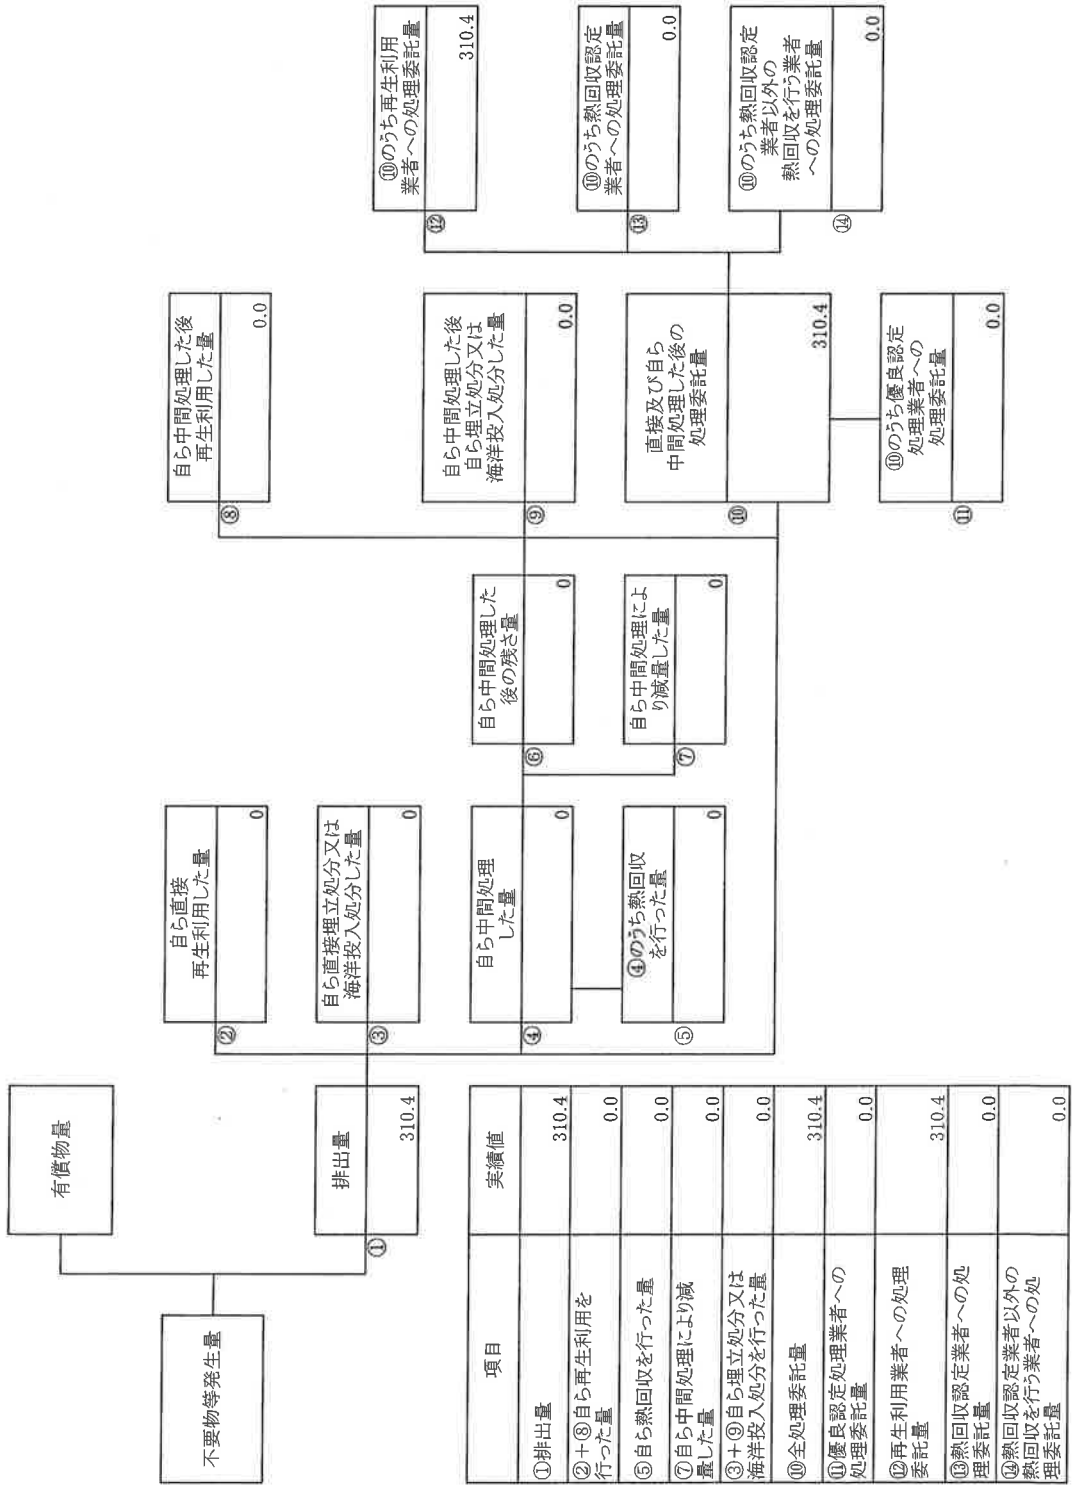 不要物等発生量
有償物量
①
排出量
310.4
②
自ら直接
再生利用した量
0
③
自ら直接埋立処分又は
海洋投入処分した量
0
④
自ら中間処理
した量
0
⑤
④のうち熱回収
を行った量
0
⑥
自ら中間処理した
後の残さ量
0
⑦
自ら中間処理によ
り減量した量
0
⑧
自ら中間処理した後
再生利用した量
0.0
⑨
自ら中間処理した後
自ら埋立処分又は
海洋投入処分した量
0.0
⑩
直接及び自ら
中間処理した後の
処理委託量
310.4
⑪
⑩のうち優良認定
処理業者への
処理委託量
0.0
⑫
⑩のうち再生利用
業者への処理委託量
310.4
⑬
⑩のうち熱回収認定
業者への処理委託量
0.0
⑭
⑩のうち熱回収認定
業者以外の
熱回収を行う業者
への処理委託量
0.0
項目 実績値
①排出量 310.4
②+⑧自ら再生利用を
行った量 0.0
⑤自ら熱回収を行った量 0.0
⑦自ら中間処理により減
量した量 0.0
③+⑨自ら埋立処分又は
海洋投入処分を行った量 0.0
⑩全処理委託量 310.4
⑪優良認定処理業者への
処理委託量 0.0
⑫再生利用業者への処理
委託量 310.4
⑬熱回収認定業者への処
理委託量 0.0
⑭熱回収認定業者以外の
熱回収を行う業者への処
理委託量 0.0